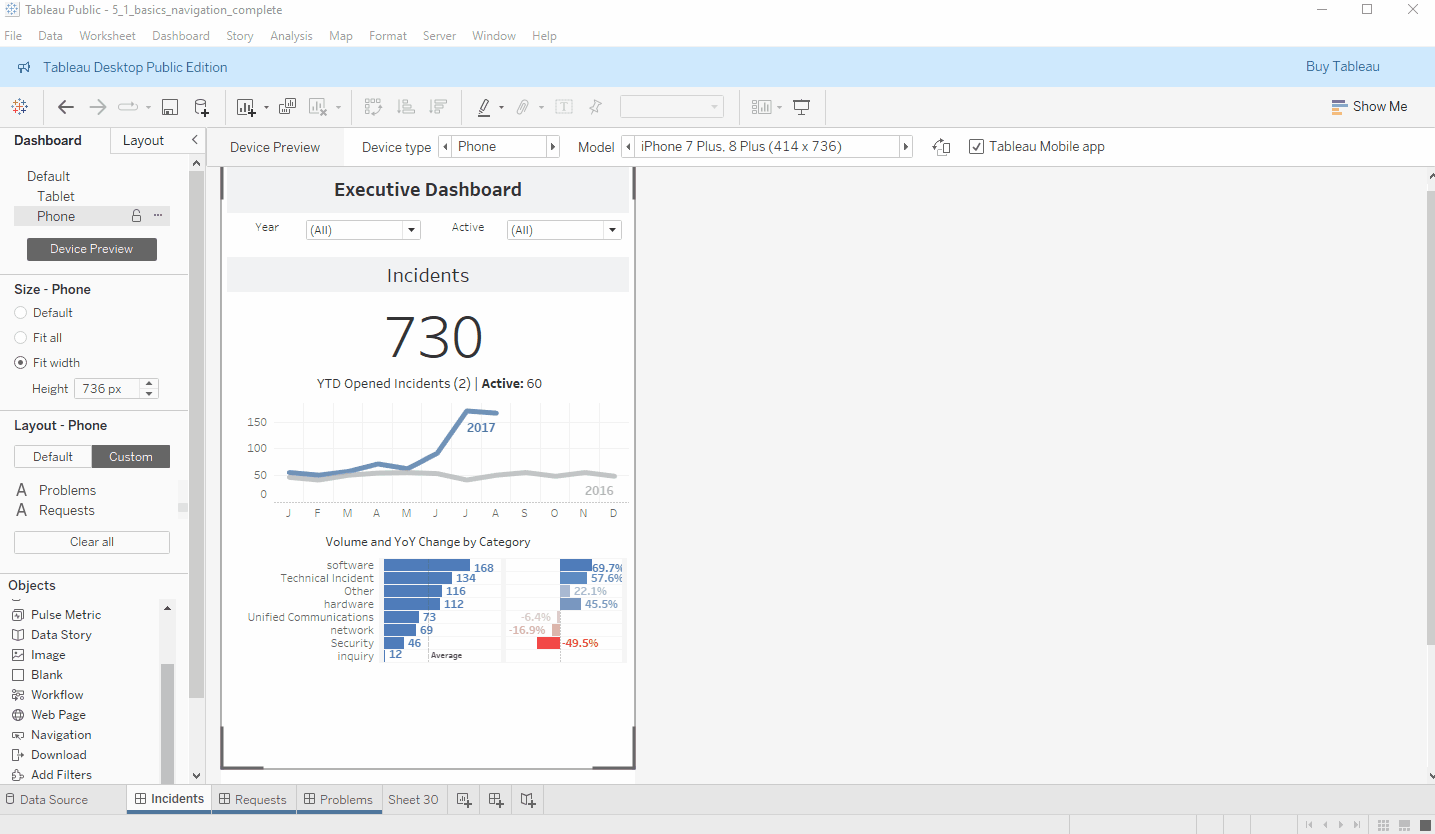 Tableau Public - 5_1_basics_navigation_complete
File Data Worksheet Dashboard Story Analysis Map Format Server Window Help
Tableau Desktop Public Edition
Buy Tableau
Show Me
Dashboard Layout
Device Preview Device type Phone Model iPhone 7 Plus, 8 Plus (414 x 736) Tableau Mobile app
Default
Tablet
Phone
Device Preview
Size - Phone
Default
Fit all
Fit width
Height 736 px
Layout - Phone
Default Custom
A Problems
A Requests
Clear all
Objects
Pulse Metric
Data Story
Image
Blank
Workflow
Web Page
Navigation
Download
Add Filters
Executive Dashboard
Year (All) Active (All)
Incidents
730
YTD Opened Incidents (2) | Active: 60
150
100
50
0
2017
2016
J F M A M J J A S O N D
Volume and YoY Change by Category
software 168 69.7%
Technical Incident 134 57.6%
Other 116 22.1%
hardware 112 45.5%
Unified Communications 73 -6.4%
network 69 -16.9%
Security 46 -49.5%
inquiry 12 Average
Data Source Incidents Requests Problems Sheet 30